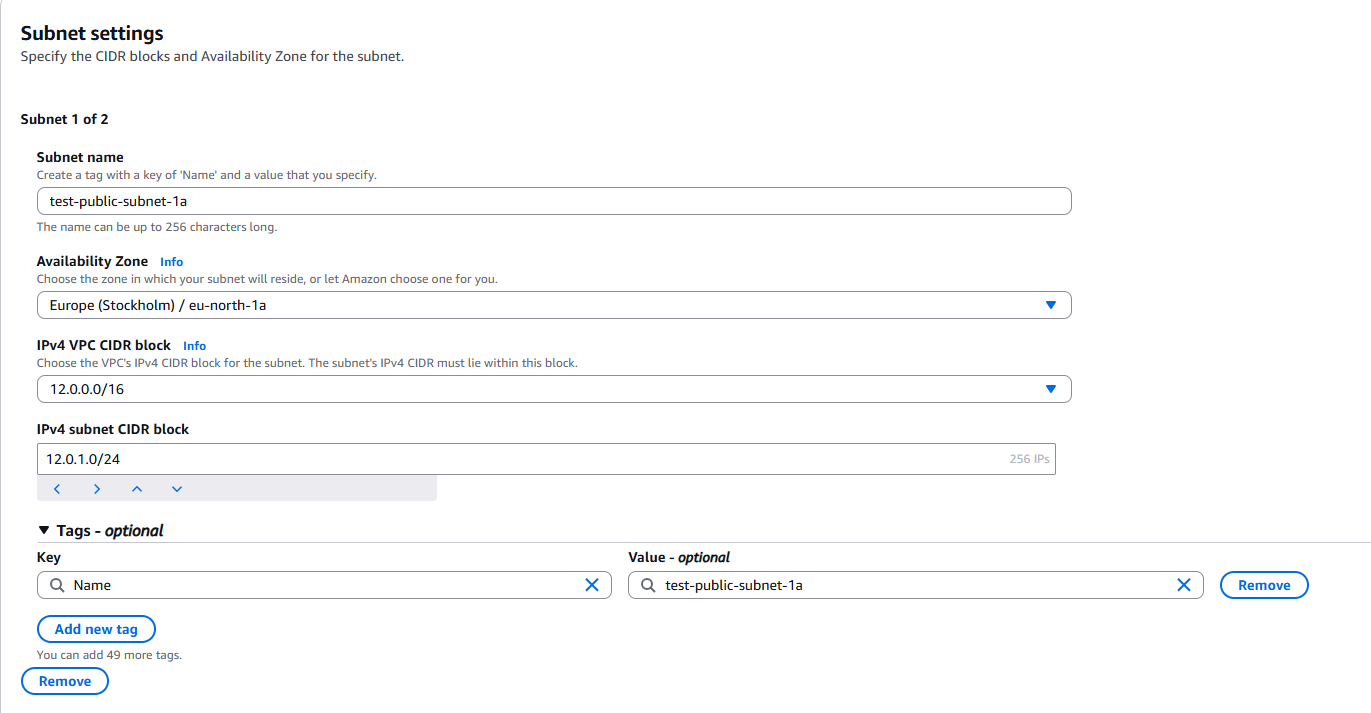 Subnet settings
Specify the CIDR blocks and Availability Zone for the subnet.
Subnet 1 of 2
Subnet name
Create a tag with a key of 'Name' and a value that you specify.
test-public-subnet-1a
The name can be up to 256 characters long.
Availability Zone Info
Choose the zone in which your subnet will reside, or let Amazon choose one for you.
Europe (Stockholm) / eu-north-1a
IPv4 VPC CIDR block Info
Choose the VPC's IPv4 CIDR block for the subnet. The subnet's IPv4 CIDR must lie within this block.
12.0.0.0/16
IPv4 subnet CIDR block
12.0.1.0/24 256 IPs
Tags - optional
Key Value - optional
Name test-public-subnet-1a Remove
Add new tag
You can add 49 more tags.
Remove